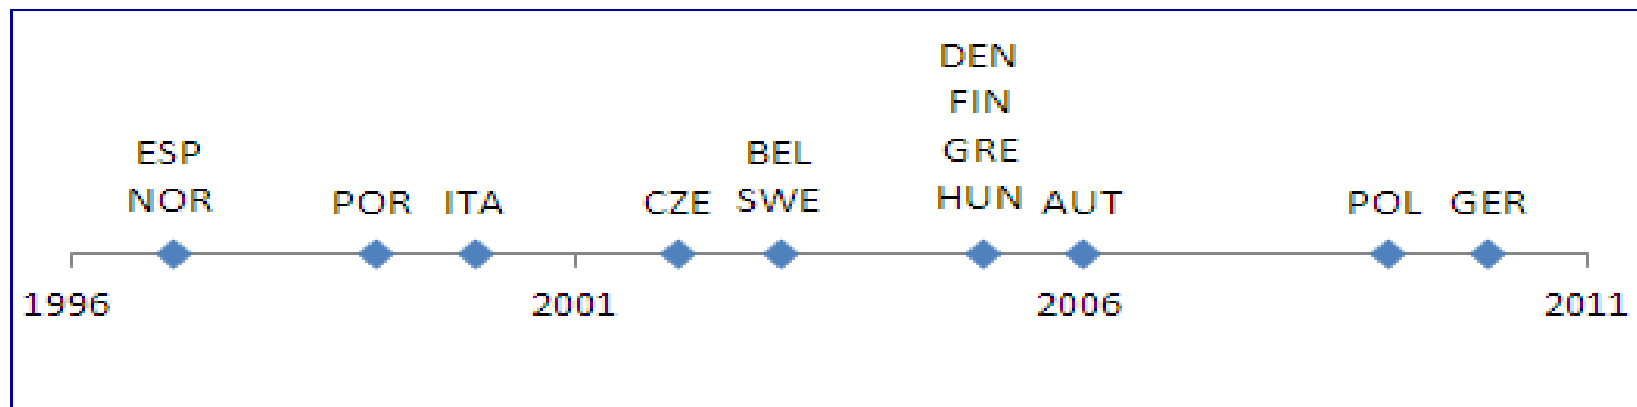 DEN
FIN
ESP BEL GRE
NOR POR ITA CZE SWE HUN AUT POL GER
1996 2001 2006 2011